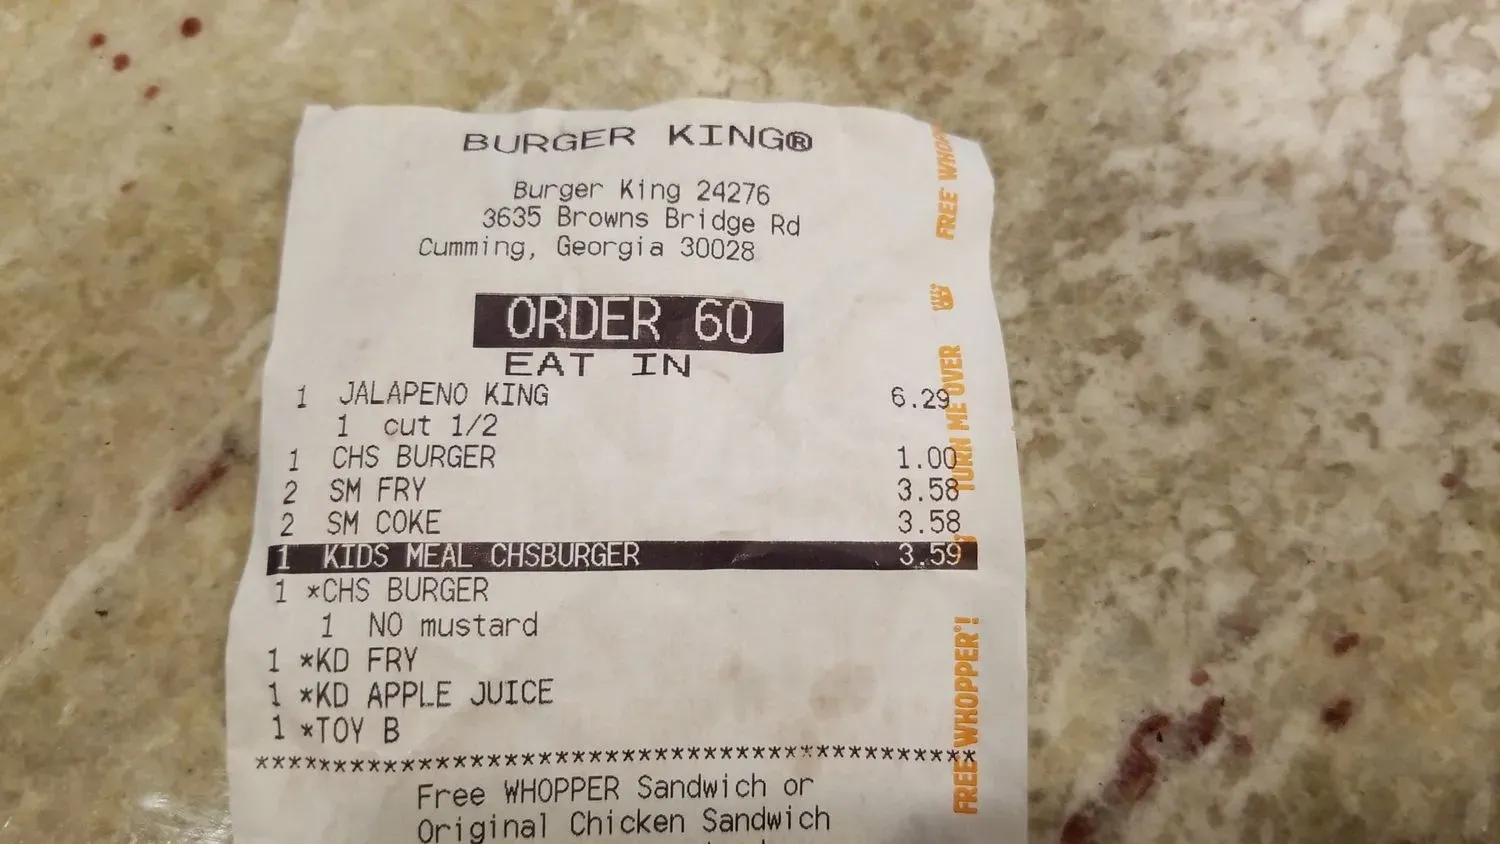 BURGER KING®
Burger King 24276
3635 Browns Bridge Rd
Cumming, Georgia 30028
ORDER 60
EAT IN
1 JALAPENO KING 6.29
1 cut 1/2
1 CHS BURGER 1.00
2 SM FRY 3.58
2 SM COKE 3.58
1 KIDS MEAL CHSBURGER 3.59
1 *CHS BURGER
1 NO mustard
1 *KD FRY
1 *KD APPLE JUICE
1 *TOY B
**********************************************
Free WHOPPER Sandwich or
Original Chicken Sandwich
FREE WHOPPER®!
TURN ME OVER
FREE WHOP